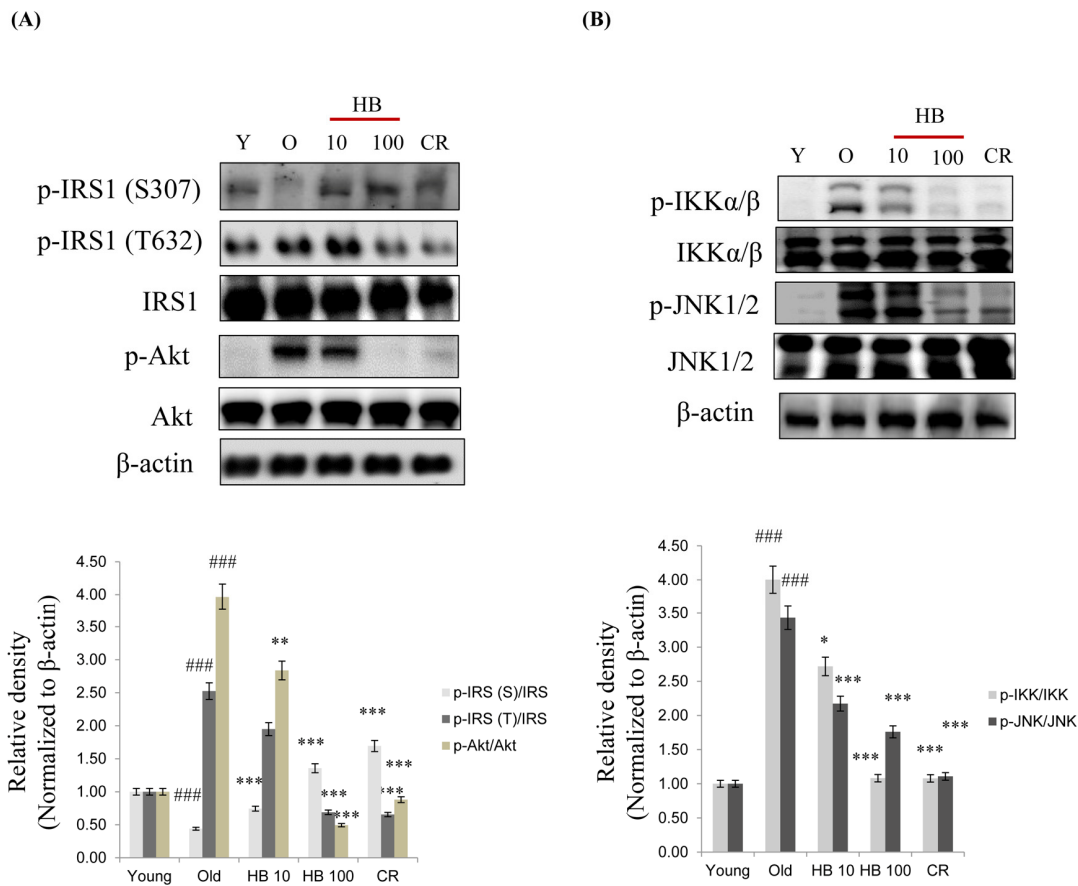 (A)
HB
Y O 10 100 CR
p-IRS1 (S307)
p-IRS1 (T632)
IRS1
p-Akt
Akt
β-actin
Relative density
(Normalized to β-actin)
4.50
4.00
3.50
3.00
2.50
2.00
1.50
1.00
0.50
0.00
###
###
###
***
**
***
***
***
***
***
***
Young Old HB 10 HB 100 CR
p-IRS (S)/IRS
p-IRS (T)/IRS
p-Akt/Akt
(B)
HB
Y O 10 100 CR
p-IKKα/β
IKKα/β
p-JNK1/2
JNK1/2
β-actin
Relative density
(Normalized to β-actin)
4.50
4.00
3.50
3.00
2.50
2.00
1.50
1.00
0.50
0.00
###
###
*
***
***
***
***
***
Young Old HB 10 HB 100 CR
p-IKK/IKK
p-JNK/JNK